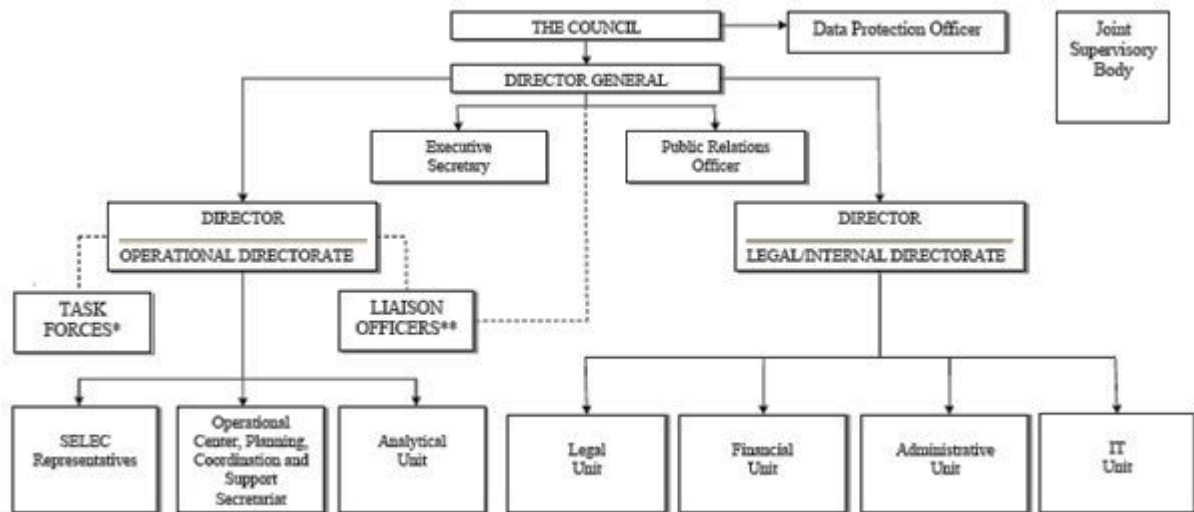 THE COUNCIL
Data Protection Officer
Joint
Supervisory
Body
DIRECTOR GENERAL
Executive
Secretary
Public Relations
Officer
DIRECTOR
OPERATIONAL DIRECTORATE
DIRECTOR
LEGAL/INTERNAL DIRECTORATE
TASK
FORCES*
LIAISON
OFFICERS**
SELEC
Representatives
Operational
Center, Planning,
Coordination and
Support
Secretariat
Analytical
Unit
Legal
Unit
Financial
Unit
Administrative
Unit
IT
Unit